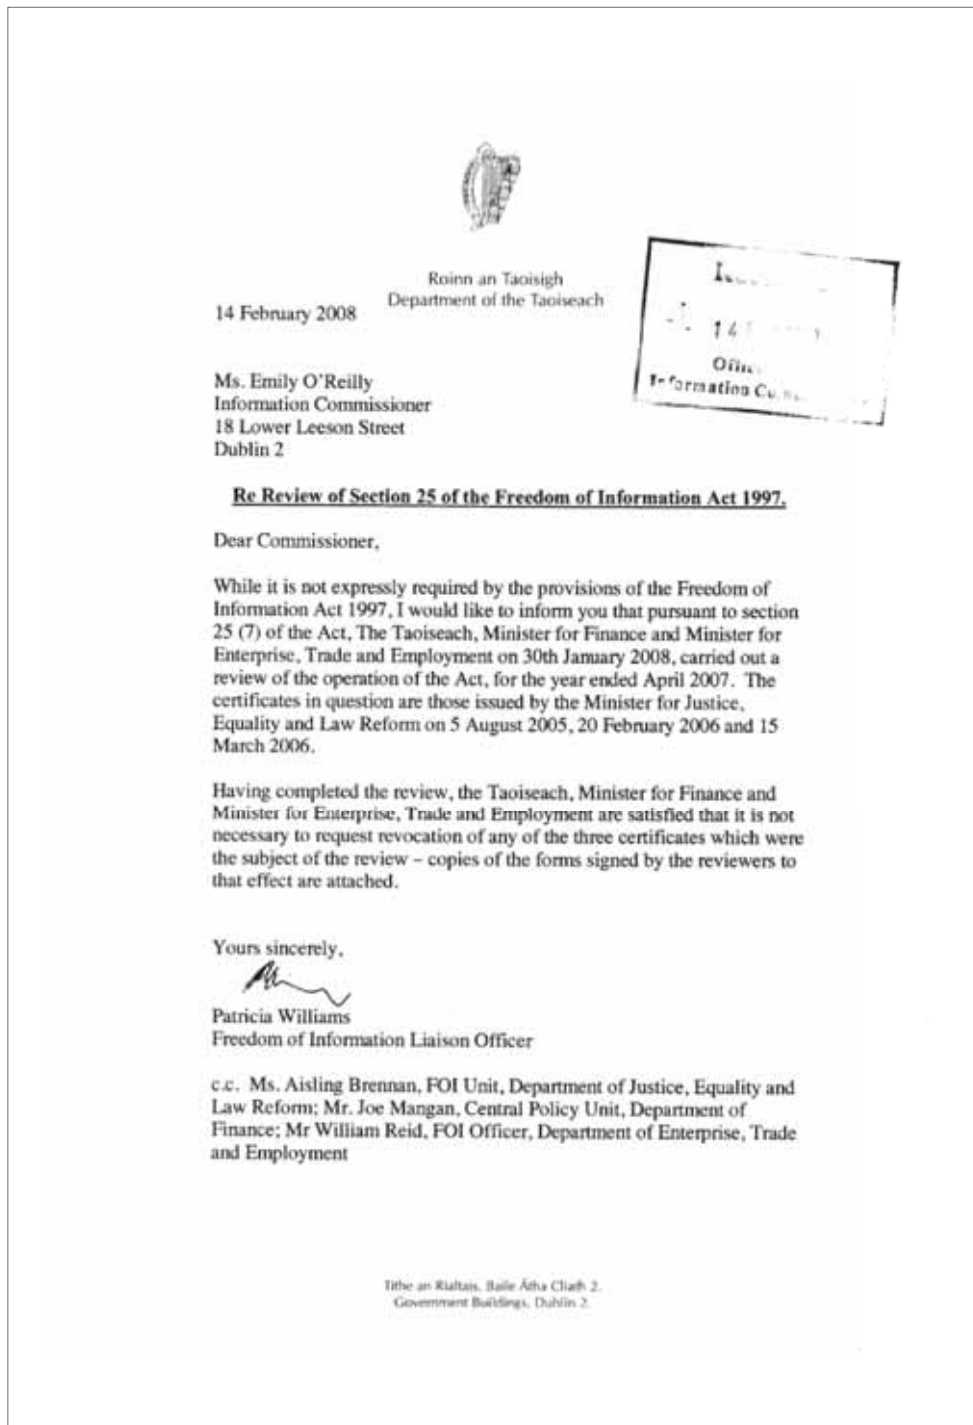 Roinn an Taoisigh
Department of the Taoiseach
14 February 2008
14
Information
Ms. Emily O'Reilly
Information Commissioner
18 Lower Leeson Street
Dublin 2
Re Review of Section 25 of the Freedom of Information Act 1997.
Dear Commissioner,
While it is not expressly required by the provisions of the Freedom of
Information Act 1997, I would like to inform you that pursuant to section
25 (7) of the Act, The Taoiseach, Minister for Finance and Minister for
Enterprise, Trade and Employment on 30th January 2008, carried out a
review of the operation of the Act, for the year ended April 2007. The
certificates in question are those issued by the Minister for Justice,
Equality and Law Reform on 5 August 2005, 20 February 2006 and 15
March 2006.
Having completed the review, the Taoiseach, Minister for Finance and
Minister for Enterprise, Trade and Employment are satisfied that it is not
necessary to request revocation of any of the three certificates which were
the subject of the review – copies of the forms signed by the reviewers to
that effect are attached.
Yours sincerely,
Patricia Williams
Freedom of Information Liaison Officer
c.c. Ms. Aisling Brennan, FOI Unit, Department of Justice, Equality and
Law Reform; Mr. Joe Mangan, Central Policy Unit, Department of
Finance; Mr William Reid, FOI Officer, Department of Enterprise, Trade
and Employment
Tithe an Rialtais, Baile Átha Cliath 2.
Government Buildings, Dublin 2.